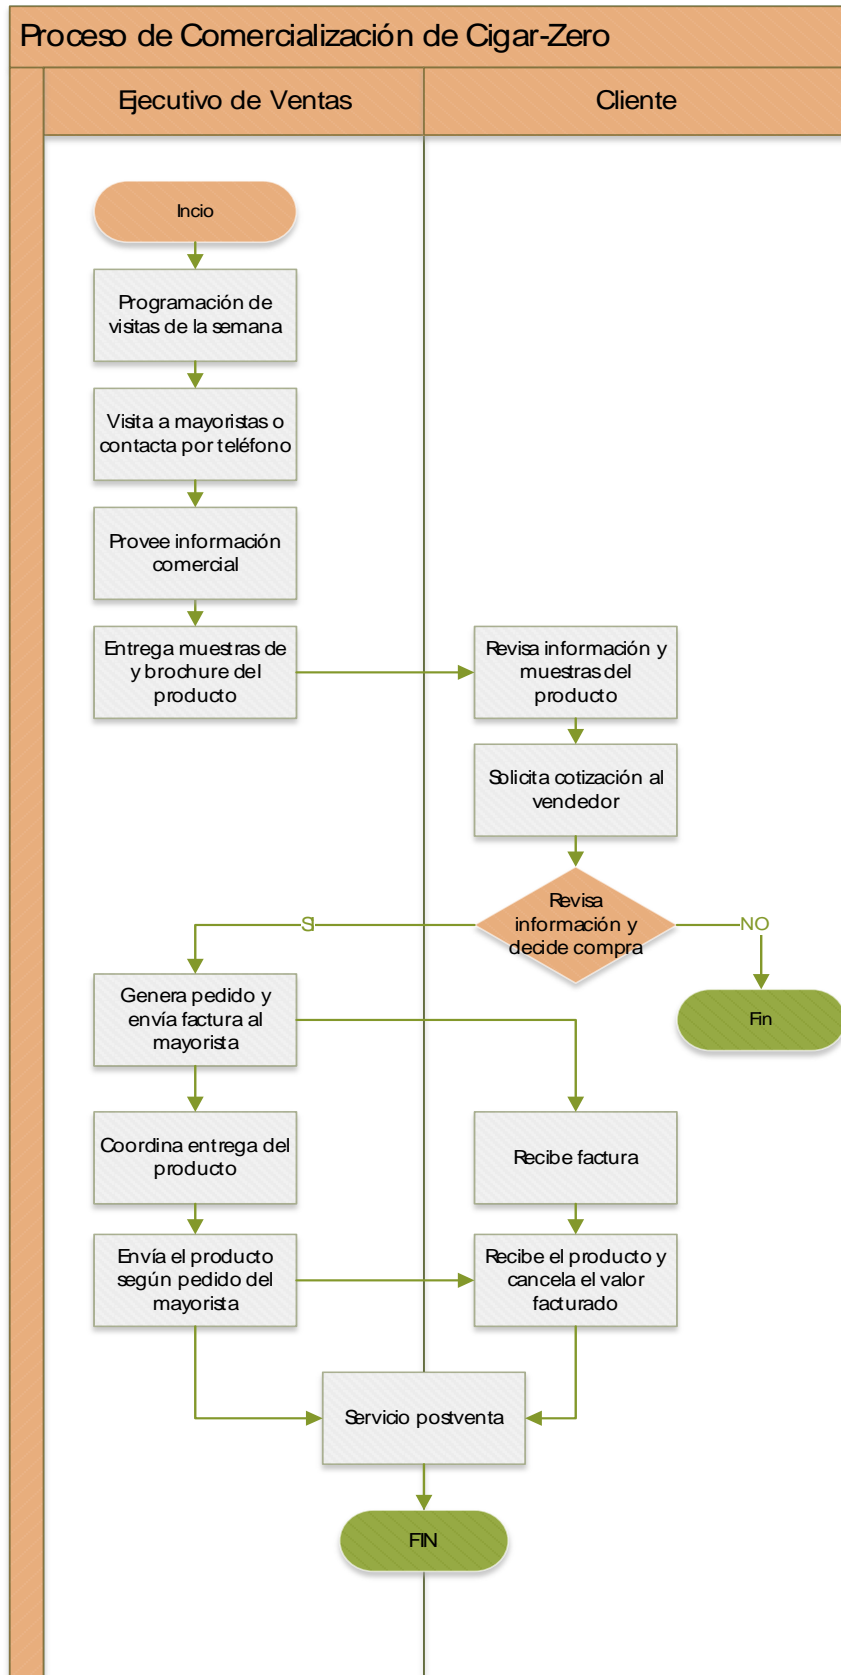 Proceso de Comercialización de Cigar-Zero
Ejecutivo de Ventas
Cliente
Incio
Programación de
visitas de la semana
Visita a mayoristas o
contacta por teléfono
Provee información
comercial
Entrega muestras de
y brochure del
producto
Revisa información y
muestras del
producto
Solicita cotización al
vendedor
Revisa
información y
decide compra
SI
NO
Fin
Genera pedido y
envía factura al
mayorista
Coordina entrega del
producto
Recibe factura
Envía el producto
según pedido del
mayorista
Recibe el producto y
cancela el valor
facturado
Servicio postventa
FIN